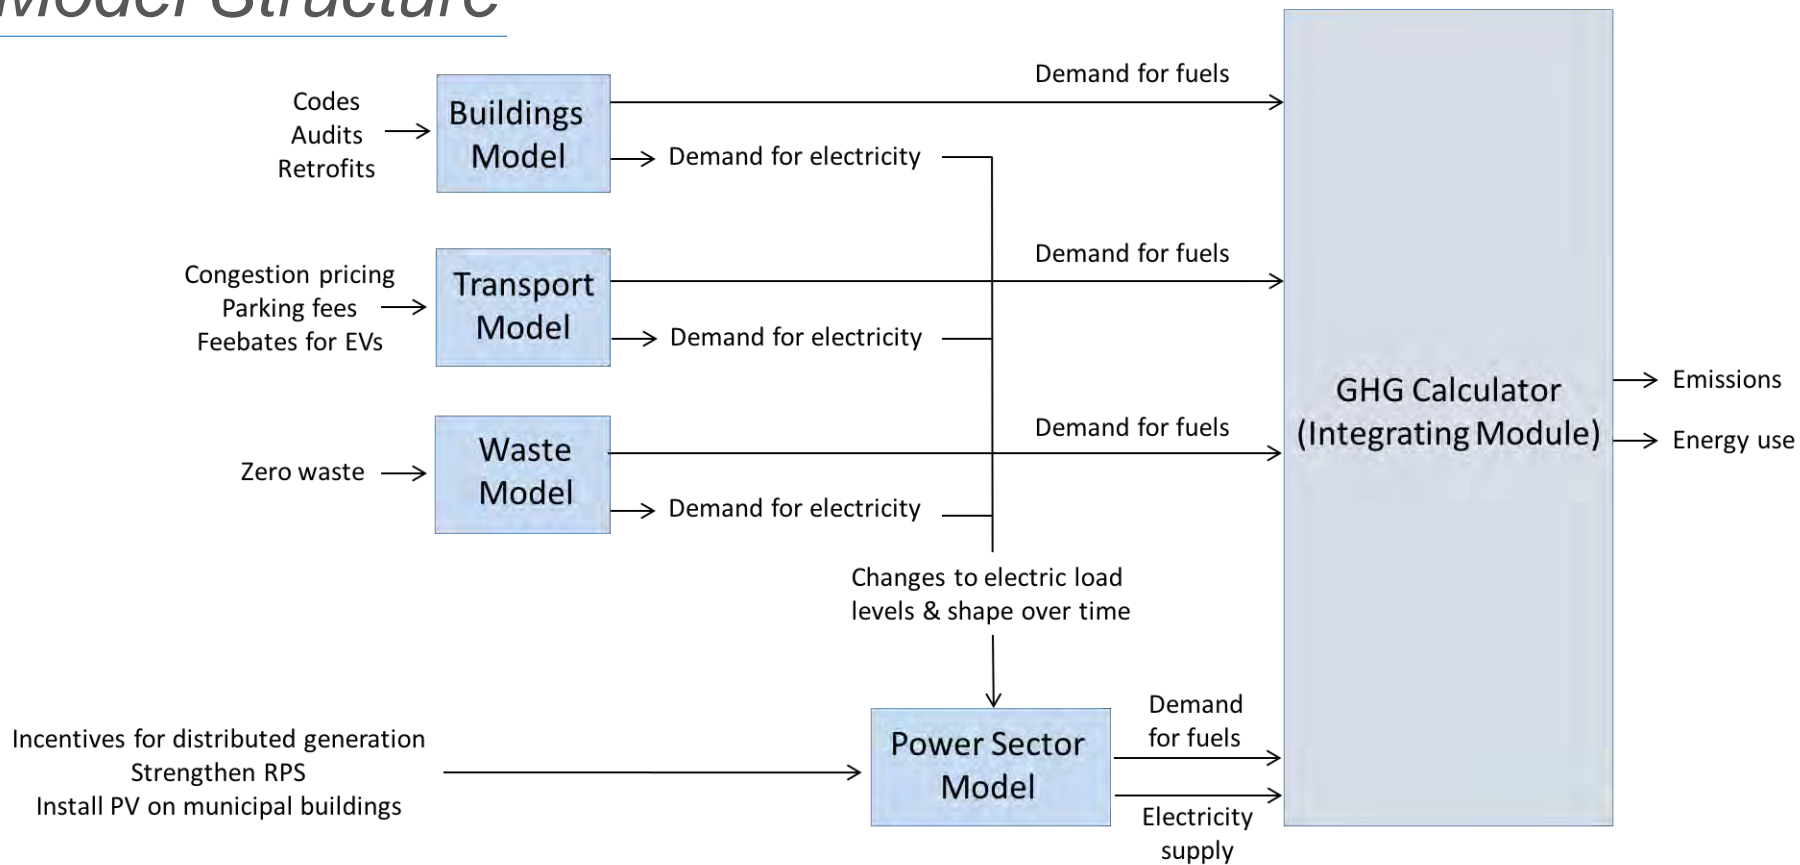 Model Structure
Demand for fuels
Codes
Audits
Retrofits
Buildings
Model
Demand for electricity
Demand for fuels
Congestion pricing
Parking fees
Feebates for EVs
Transport
Model
Demand for electricity
GHG Calculator
(Integrating Module)
Emissions
Energy use
Demand for fuels
Zero waste
Waste
Model
Demand for electricity
Changes to electric load
levels & shape over time
Incentives for distributed generation
Strengthen RPS
Install PV on municipal buildings
Power Sector
Model
Demand
for fuels
Electricity
supply